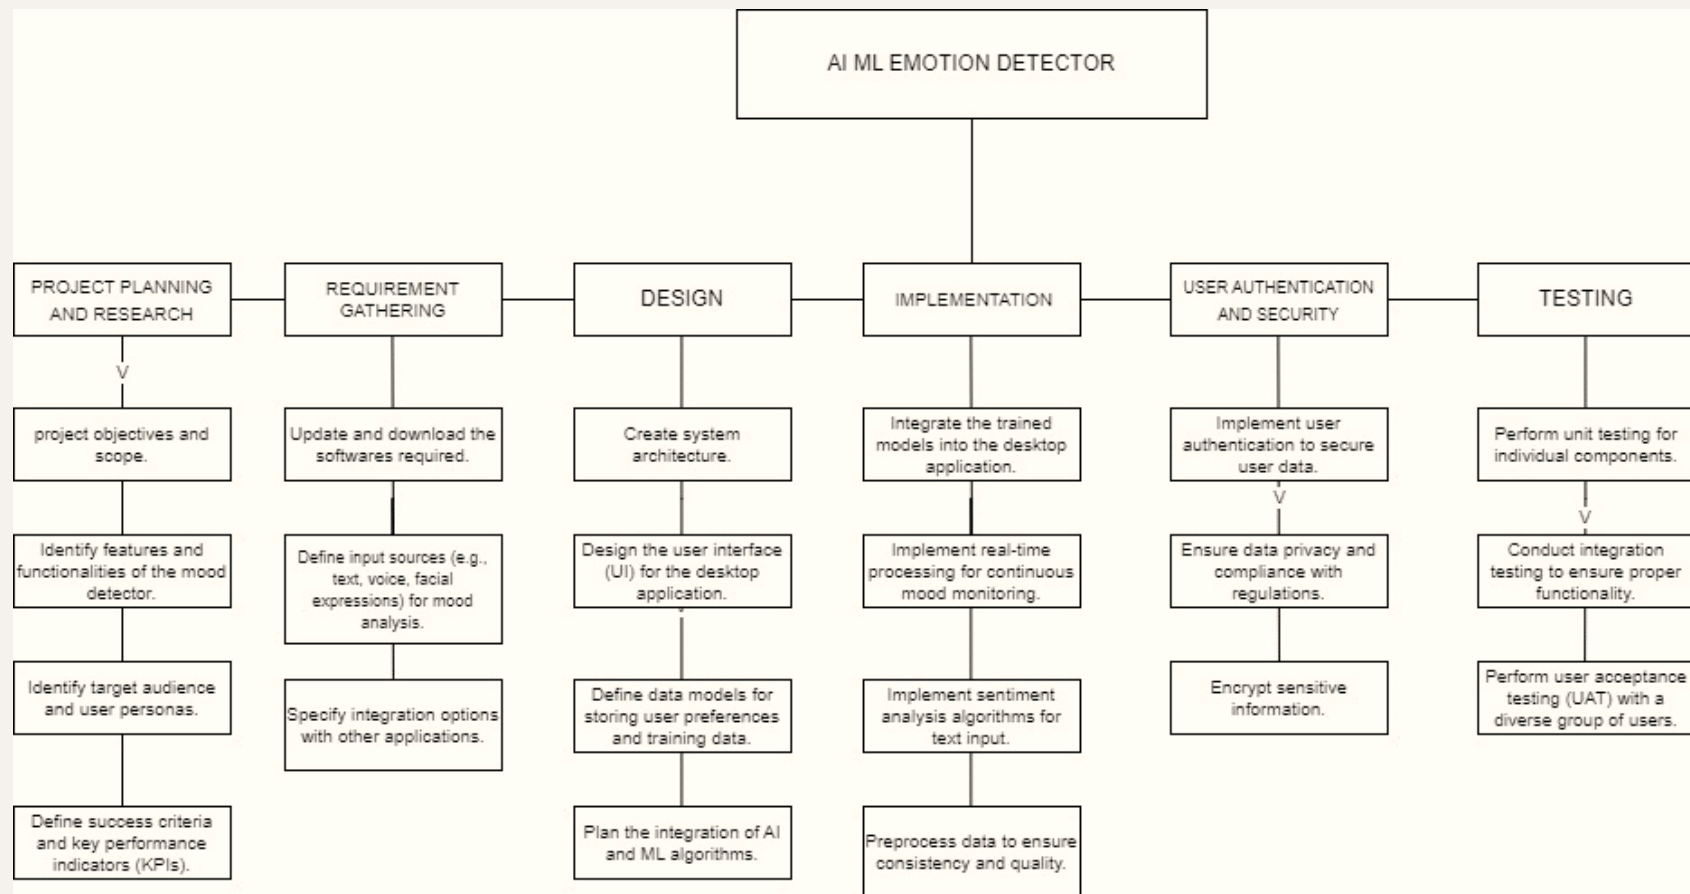 AI ML EMOTION DETECTOR
PROJECT PLANNING
AND RESEARCH
REQUIREMENT
GATHERING
DESIGN
IMPLEMENTATION
USER AUTHENTICATION
AND SECURITY
TESTING
V
project objectives and
scope.
Identify features and
functionalities of the mood
detector.
Identify target audience
and user personas.
Define success criteria
and key performance
indicators (KPIs).
Update and download the
softwares required.
Define input sources (e.g.,
text, voice, facial
expressions) for mood
analysis.
Specify integration options
with other applications.
Create system
architecture.
Design the user interface
(UI) for the desktop
application.
Define data models for
storing user preferences
and training data.
Plan the integration of AI
and ML algorithms.
Integrate the trained
models into the desktop
application.
Implement real-time
processing for continuous
mood monitoring.
Implement sentiment
analysis algorithms for
text input.
Preprocess data to ensure
consistency and quality.
Implement user
authentication to secure
user data.
V
Ensure data privacy and
compliance with
regulations.
Encrypt sensitive
information.
Perform unit testing for
individual components.
V
Conduct integration
testing to ensure proper
functionality.
Perform user acceptance
testing (UAT) with a
diverse group of users.